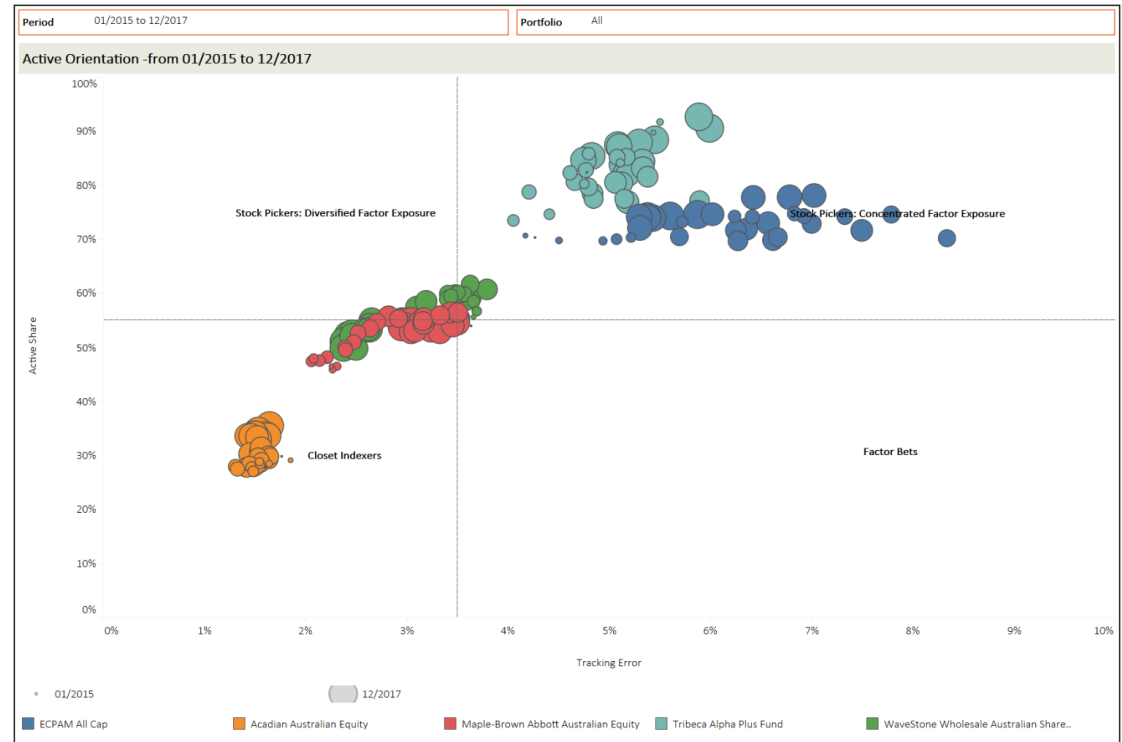 Period 01/2015 to 12/2017 Portfolio All
Active Orientation -from 01/2015 to 12/2017
100%
90%
80%
Stock Pickers: Diversified Factor Exposure Stock Pickers: Concentrated Factor Exposure
70%
60%
Active Share
50%
40%
30%
Closet Indexers Factor Bets
20%
10%
0%
0% 1% 2% 3% 4% 5% 6% 7% 8% 9% 10%
Tracking Error
01/2015 12/2017
ECPAM All Cap Acadian Australian Equity Maple-Brown Abbott Australian Equity Tribeca Alpha Plus Fund WaveStone Wholesale Australian Share..